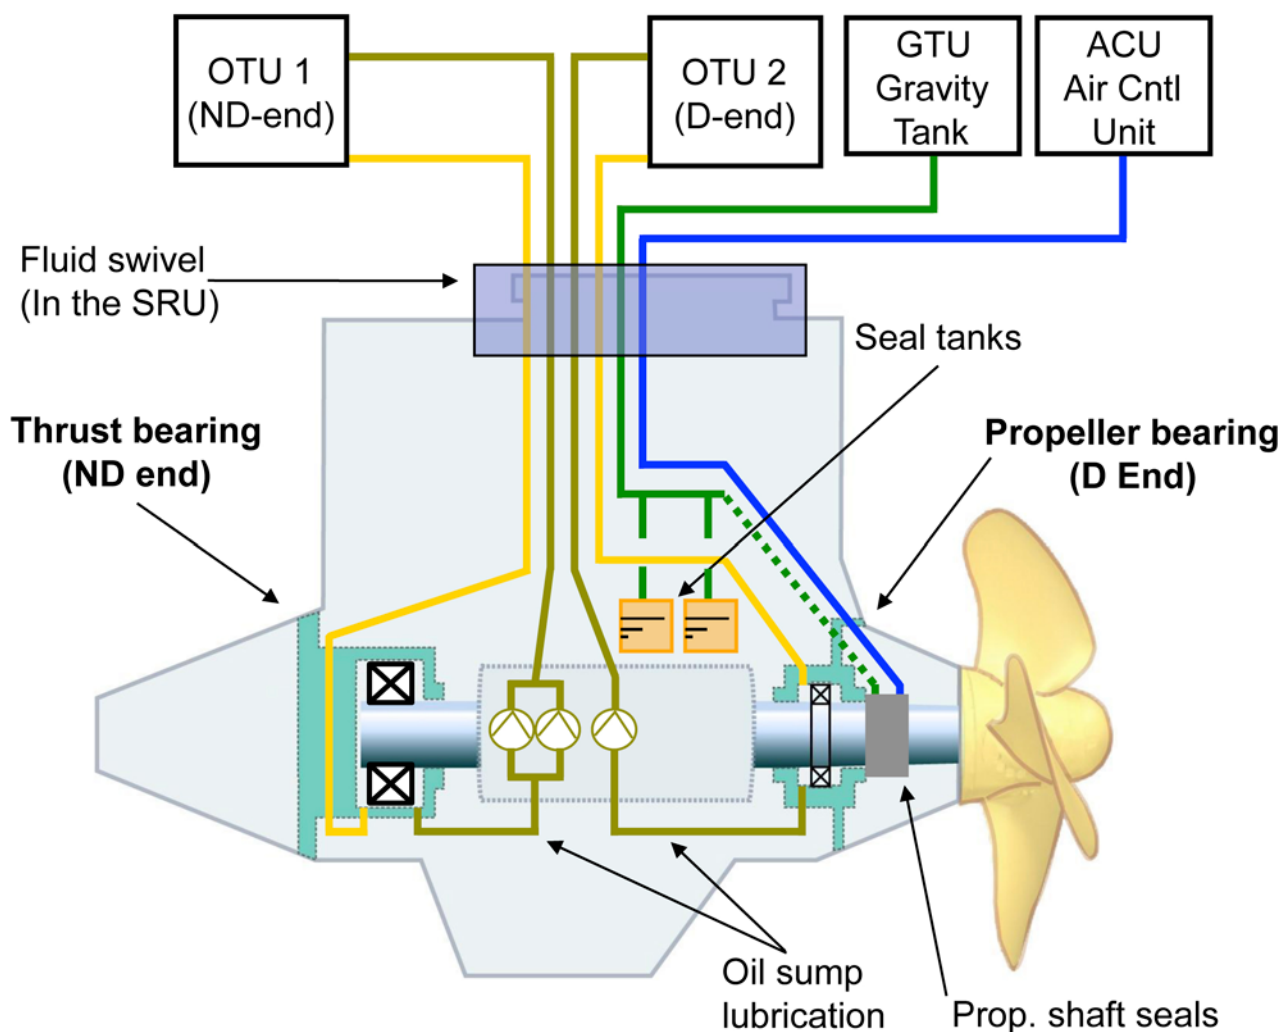 OTU 1
(ND-end)
OTU 2
(D-end)
GTU
Gravity
Tank
ACU
Air Cntl
Unit
Fluid swivel
(In the SRU)
Seal tanks
Thrust bearing
(ND end)
Propeller bearing
(D End)
Oil sump
lubrication
Prop. shaft seals